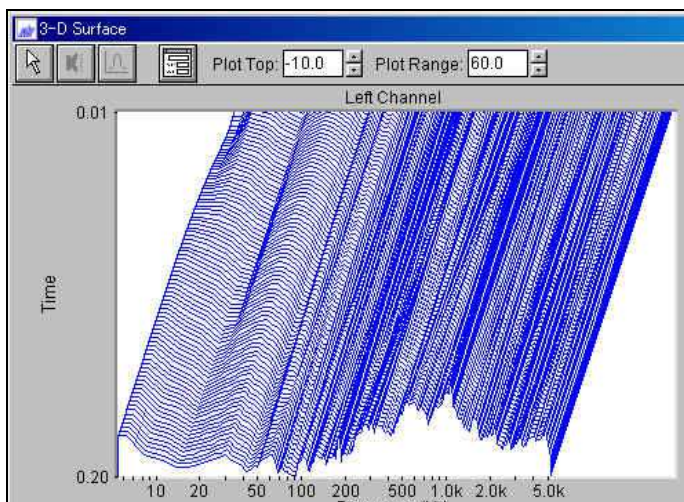 3-D Surface
Plot Top: -10.0 Plot Range: 60.0
Left Channel
0.01
Time
0.20
10 20 50 100 200 500 1.0k 2.0k 5.0k